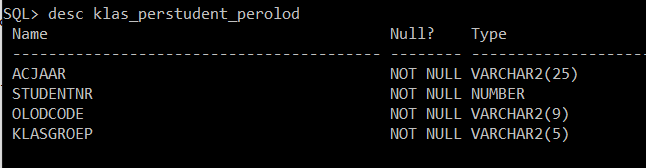 SQL> desc klas_perstudent_perolod
Name Null? Type
----------------------------------------- -------- ----------------------
ACJAAR NOT NULL VARCHAR2(25)
STUDENTNR NOT NULL NUMBER
OLODCODE NOT NULL VARCHAR2(9)
KLASGROEP NOT NULL VARCHAR2(5)